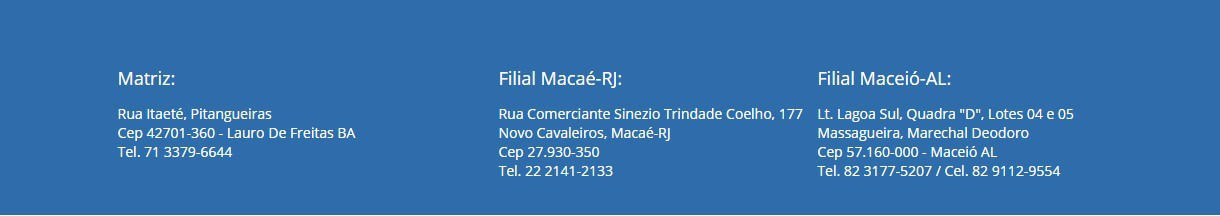 Matriz:
Rua Itaeté, Pitangueiras
Cep 42701-360 - Lauro De Freitas BA
Tel. 71 3379-6644
Filial Macaé-RJ:
Rua Comerciante Sinezio Trindade Coelho, 177
Novo Cavaleiros, Macaé-RJ
Cep 27.930-350
Tel. 22 2141-2133
Filial Maceió-AL:
Lt. Lagoa Sul, Quadra "D", Lotes 04 e 05
Massagueira, Marechal Deodoro
Cep 57.160-000 - Maceió AL
Tel. 82 3177-5207 / Cel. 82 9112-9554